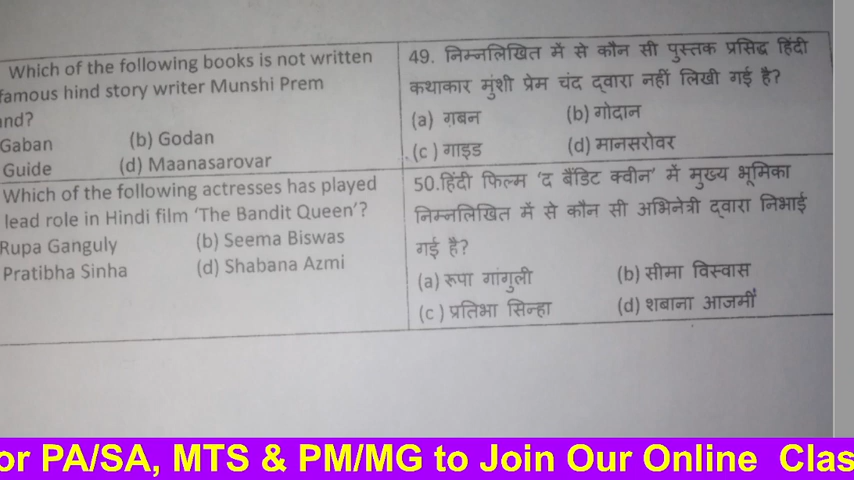 Which of the following books is not written
famous hind story writer Munshi Prem
and?
Gaban (b) Godan
Guide (d) Maanasarovar
Which of the following actresses has played
lead role in Hindi film ‘The Bandit Queen’?
Rupa Ganguly (b) Seema Biswas
Pratibha Sinha (d) Shabana Azmi
49. निम्नलिखित में से कौन सी पुस्तक प्रसिद्ध हिंदी
कथाकार मुंशी प्रेम चंद द्वारा नहीं लिखी गई है?
(a) ग़बन (b) गोदान
(c) गाइड (d) मानसरोवर
50.हिंदी फिल्म ‘द बैंडिट क्वीन’ में मुख्य भूमिका
निम्नलिखित में से कौन सी अभिनेत्री द्वारा निभाई
गई है?
(a) रूपा गांगुली (b) सीमा विस्वास
(c) प्रतिभा सिन्हा (d) शबाना आजमीं
or PA/SA, MTS & PM/MG to Join Our Online Clas